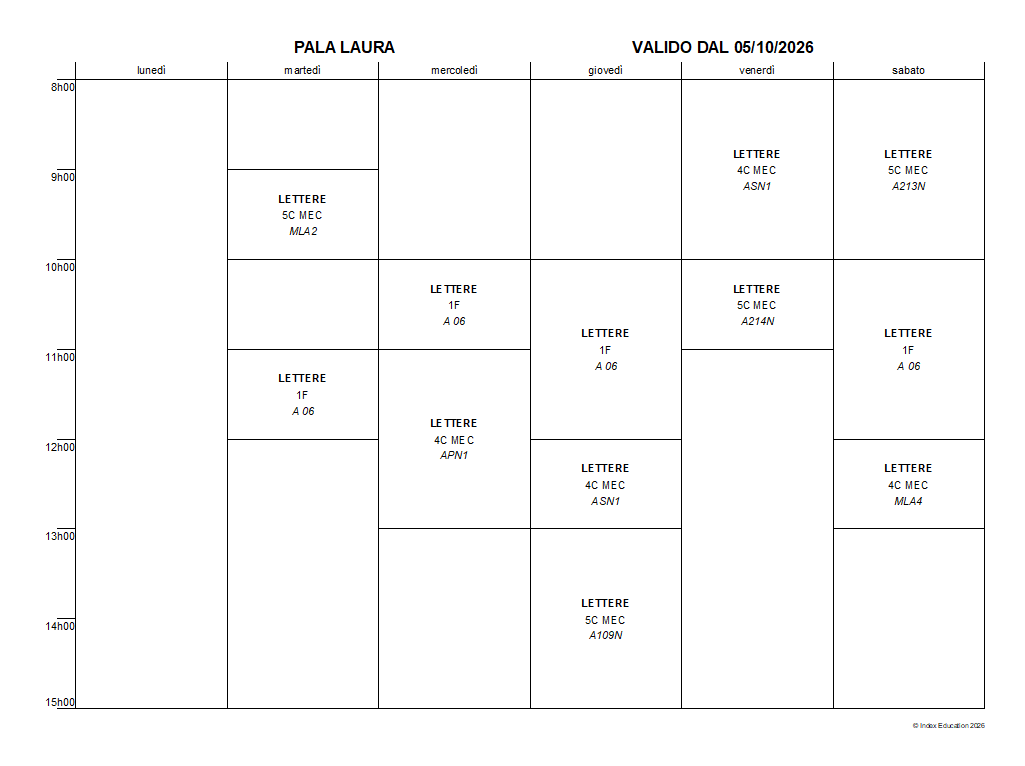 PALA LAURA VALIDO DAL 05/10/2026
lunedì martedì mercoledì giovedì venerdì sabato
8h00
LETTERE
4C MEC
ASN1
LETTERE
5C MEC
A213N
9h00
LETTERE
5C MEC
MLA2
10h00
LETTERE
1F
A 06
LETTERE
5C MEC
A214N
LETTERE
1F
A 06
LETTERE
1F
A 06
11h00
LETTERE
1F
A 06
LETTERE
4C MEC
APN1
12h00
LETTERE
4C MEC
ASN1
LETTERE
4C MEC
MLA4
13h00
LETTERE
5C MEC
A109N
14h00
15h00
© Index Education 2026